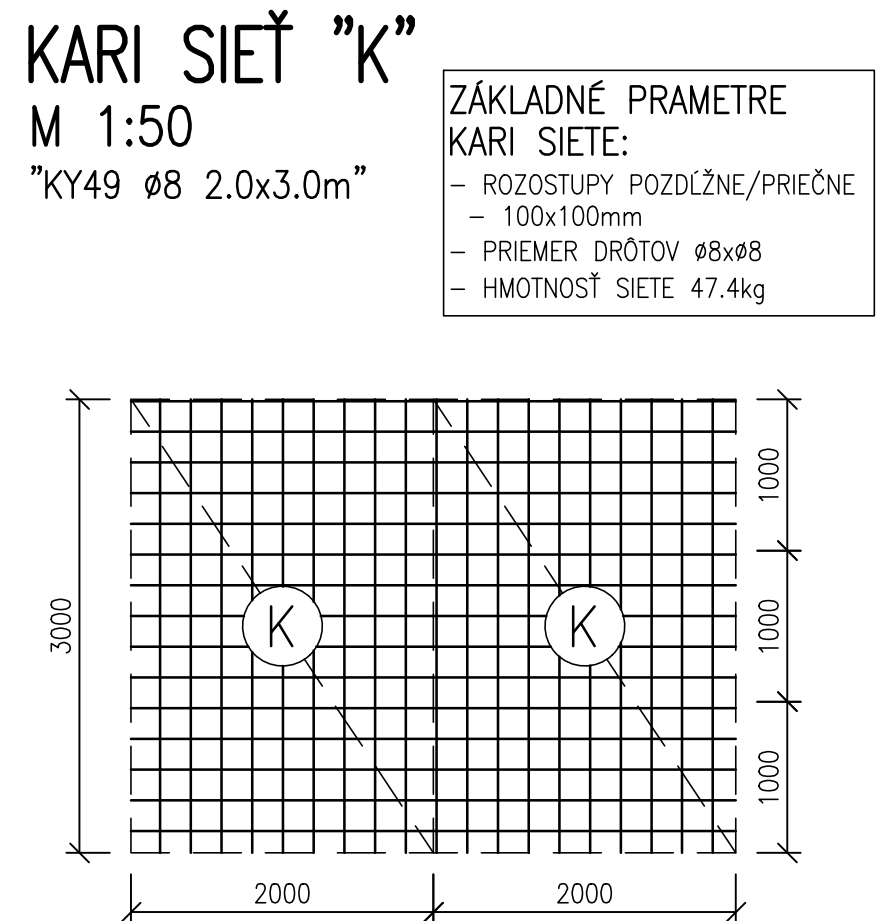 KARI SIEŤ "K"
M 1:50
"KY49 ø8 2.0x3.0m"
ZÁKLADNÉ PRAMETRE
KARI SIETE:
- ROZOSTUPY POZDĹŽNE/PRIEČNE
- 100x100mm
- PRIEMER DRÔTOV ø8xø8
- HMOTNOSŤ SIETE 47.4kg
3000
K
K
1000
1000
1000
2000
2000